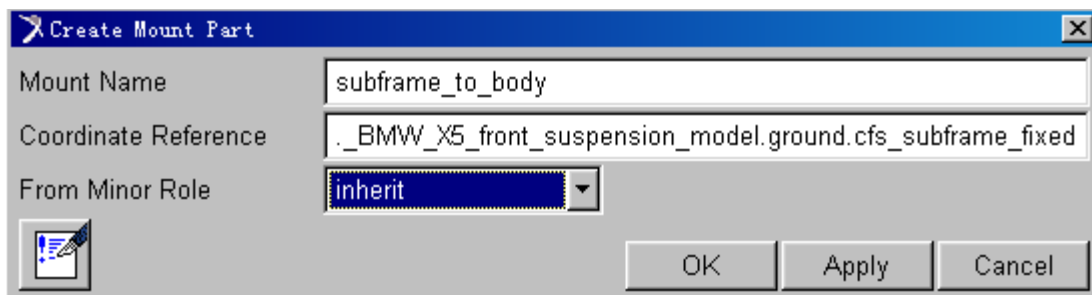 Create Mount Part
Mount Name subframe_to_body
Coordinate Reference ._BMW_X5_front_suspension_model.ground.cfs_subframe_fixed
From Minor Role inherit
OK Apply Cancel